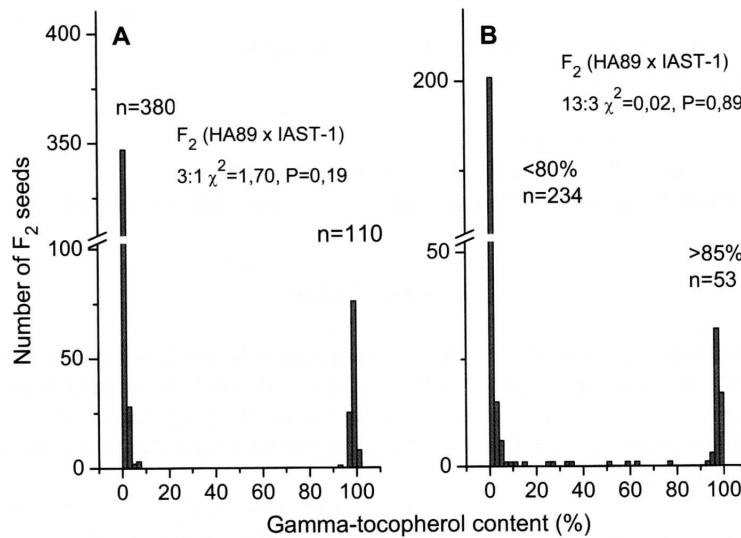 A
n=380
F2 (HA89 x IAST-1)
3:1 χ2=1,70, P=0,19
n=110
400
350
100
50
0
0 20 40 60 80 100
B
F2 (HA89 x IAST-1)
13:3 χ2=0,02, P=0,89
<80%
n=234
>85%
n=53
200
50
0
0 20 40 60 80 100
Number of F2 seeds
Gamma-tocopherol content (%)